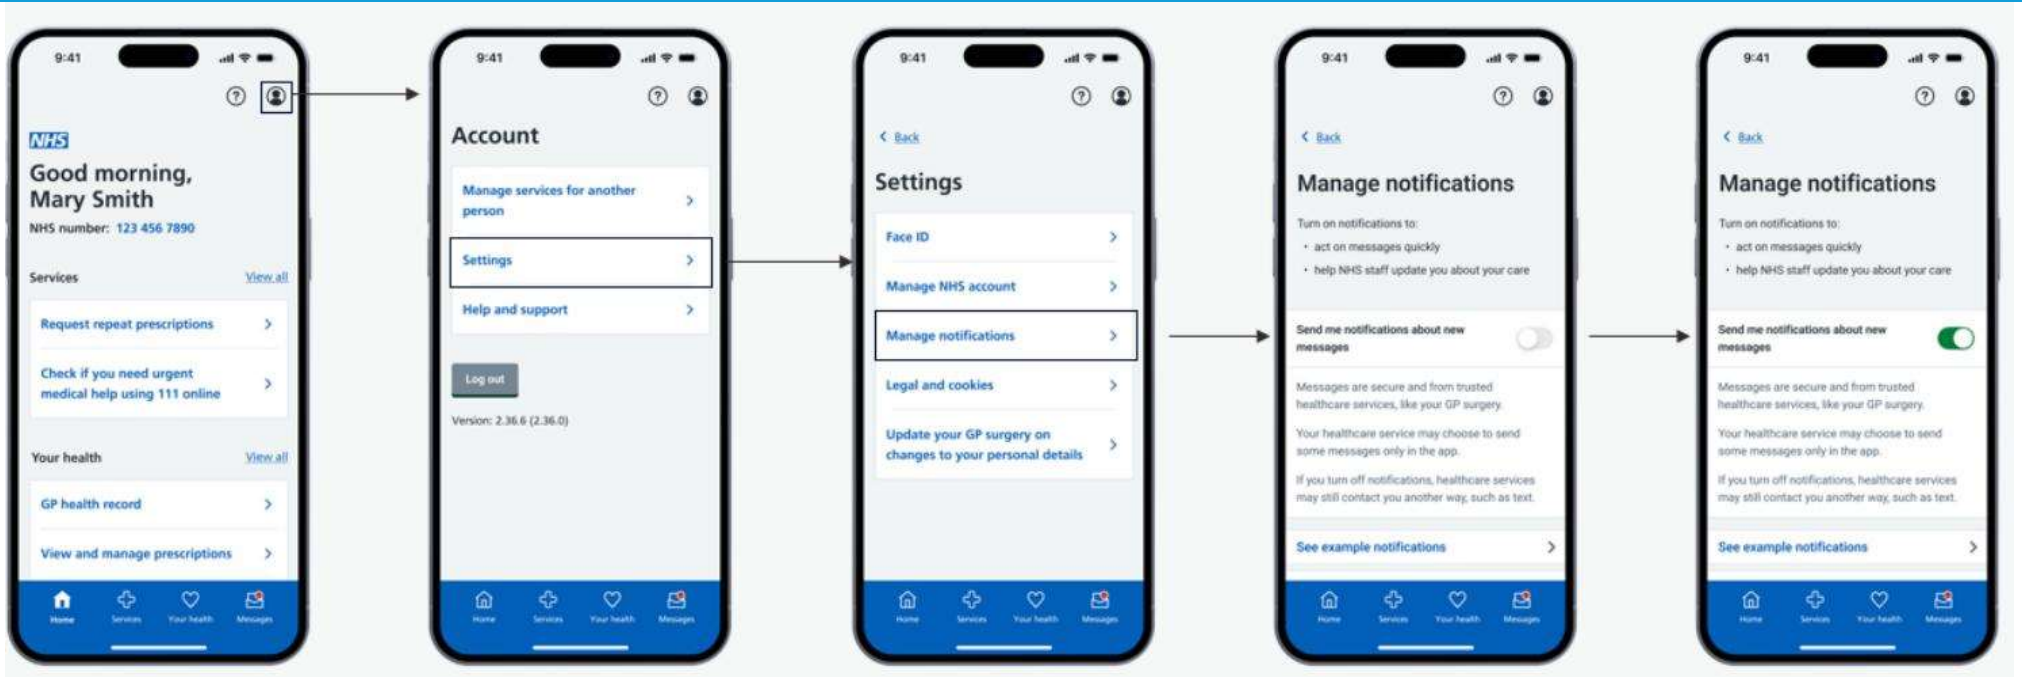 9:41
NHS
Good morning,
Mary Smith
NHS number: 123 456 7890
Services View all
Request repeat prescriptions
Check if you need urgent
medical help using 111 online
Your health View all
GP health record
View and manage prescriptions
Home Services Your health Messages
9:41
Account
Manage services for another
person
Settings
Help and support
Log out
Version: 2.36.6 (2.36.0)
Home Services Your health Messages
9:41
Back
Settings
Face ID
Manage NHS account
Manage notifications
Legal and cookies
Update your GP surgery on
changes to your personal details
Home Services Your health Messages
9:41
Back
Manage notifications
Turn on notifications to:
• act on messages quickly
• help NHS staff update you about your care
Send me notifications about new
messages
Messages are secure and from trusted
healthcare services, like your GP surgery.
Your healthcare service may choose to send
some messages only in the app.
If you turn off notifications, healthcare services
may still contact you another way, such as text.
See example notifications
Home Services Your health Messages
9:41
Back
Manage notifications
Turn on notifications to:
• act on messages quickly
• help NHS staff update you about your care
Send me notifications about new
messages
Messages are secure and from trusted
healthcare services, like your GP surgery.
Your healthcare service may choose to send
some messages only in the app.
If you turn off notifications, healthcare services
may still contact you another way, such as text.
See example notifications
Home Services Your health Messages